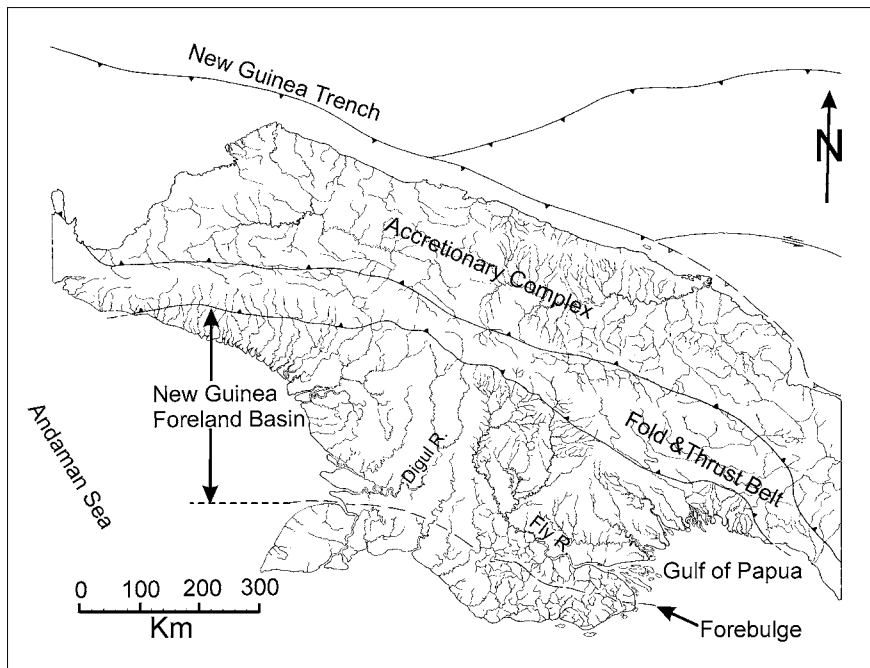 New Guinea Trench
N
Accretionary Complex
New Guinea
Foreland Basin
Andaman Sea
Digul R.
Fold &Thrust Belt
Fly R.
Gulf of Papua
0 100 200 300
Km
Forebulge